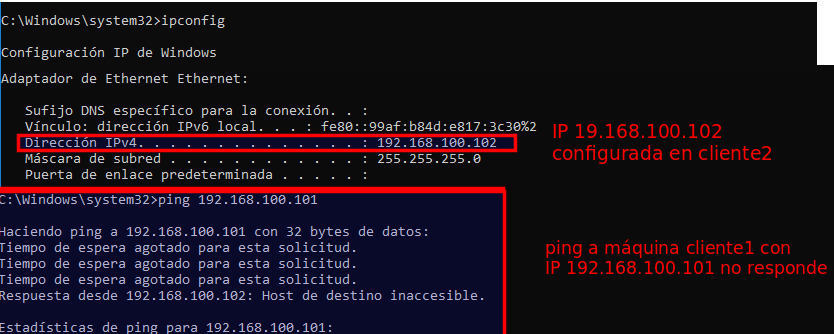 C:\Windows\system32>ipconfig
Configuración IP de Windows
Adaptador de Ethernet Ethernet:
Sufijo DNS específico para la conexión. . :
Vínculo: dirección IPv6 local. . . : fe80::99af:b84d:e817:3c30%2
Dirección IPv4. . . . . . . . . . . . . . : 192.168.100.102
Máscara de subred . . . . . . . . . . . . : 255.255.255.0
Puerta de enlace predeterminada . . . . . :
IP 19.168.100.102
configurada en cliente2
C:\Windows\system32>ping 192.168.100.101
Haciendo ping a 192.168.100.101 con 32 bytes de datos:
Tiempo de espera agotado para esta solicitud.
Tiempo de espera agotado para esta solicitud.
Tiempo de espera agotado para esta solicitud.
Respuesta desde 192.168.100.102: Host de destino inaccesible.
Estadísticas de ping para 192.168.100.101:
ping a máquina cliente1 con
IP 192.168.100.101 no responde